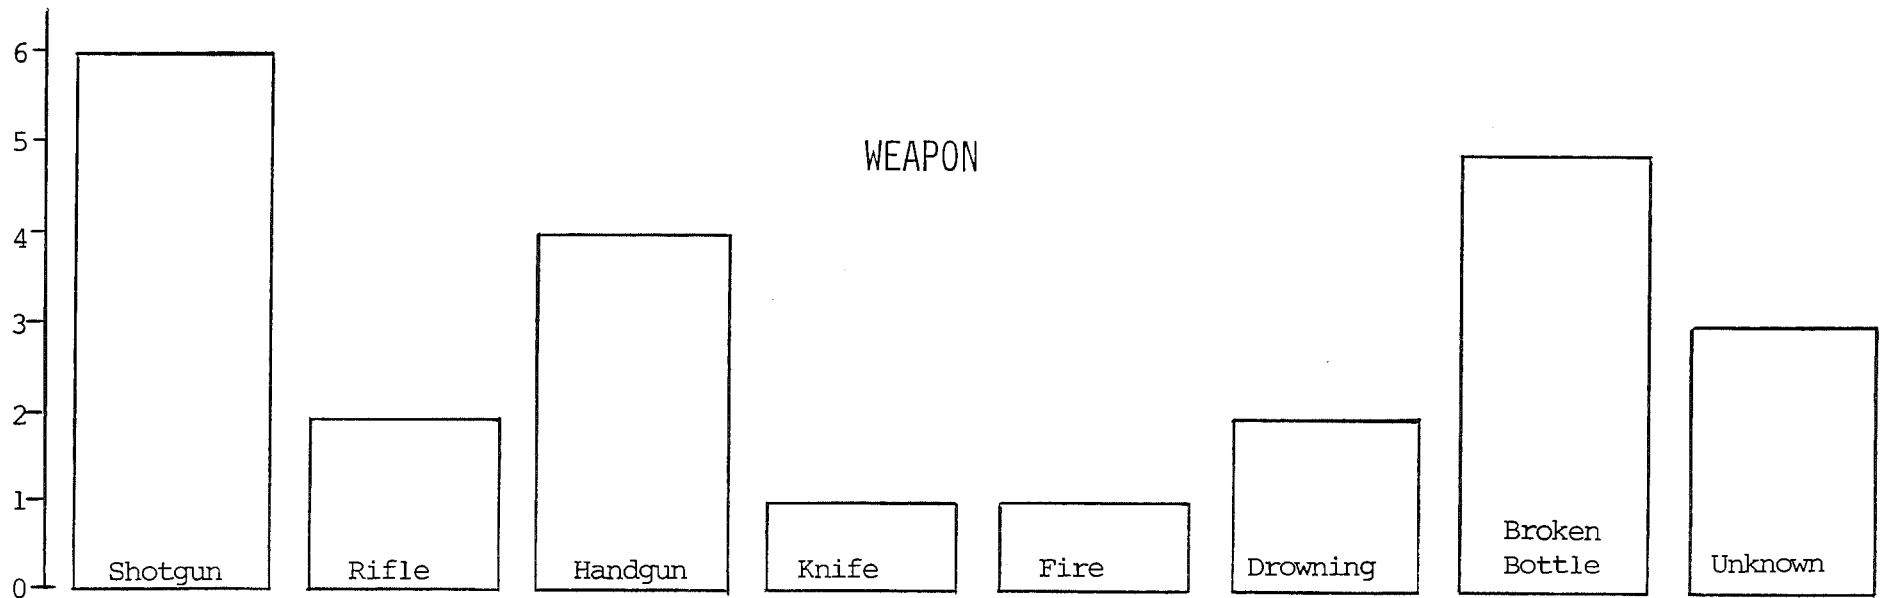 WEAPON
6
5
4
3
2
1
0
Shotgun
Rifle
Handgun
Knife
Fire
Drowning
Broken
Bottle
Unknown